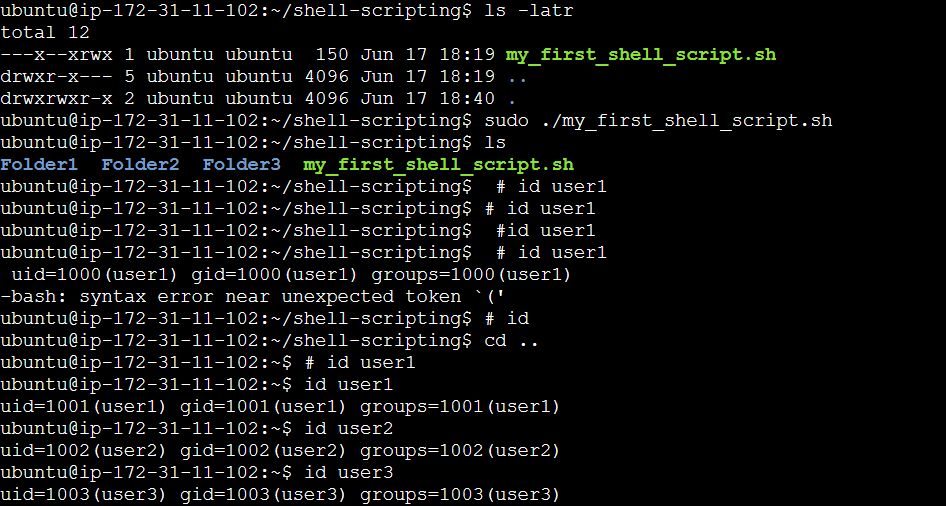 ubuntu@ip-172-31-11-102:~/shell-scripting$ ls -latr
total 12
---x--xrwx 1 ubuntu ubuntu  150 Jun 17 18:19 my_first_shell_script.sh
drwxr-x--- 5 ubuntu ubuntu 4096 Jun 17 18:19 ..
drwxrwxr-x 2 ubuntu ubuntu 4096 Jun 17 18:40 .
ubuntu@ip-172-31-11-102:~/shell-scripting$ sudo ./my_first_shell_script.sh
ubuntu@ip-172-31-11-102:~/shell-scripting$ ls
Folder1  Folder2  Folder3  my_first_shell_script.sh
ubuntu@ip-172-31-11-102:~/shell-scripting$  # id user1
ubuntu@ip-172-31-11-102:~/shell-scripting$ # id user1
ubuntu@ip-172-31-11-102:~/shell-scripting$  #id user1
ubuntu@ip-172-31-11-102:~/shell-scripting$  # id user1
 uid=1000(user1) gid=1000(user1) groups=1000(user1)
-bash: syntax error near unexpected token `('
ubuntu@ip-172-31-11-102:~/shell-scripting$ # id
ubuntu@ip-172-31-11-102:~/shell-scripting$ cd ..
ubuntu@ip-172-31-11-102:~$ # id user1
ubuntu@ip-172-31-11-102:~$ id user1
uid=1001(user1) gid=1001(user1) groups=1001(user1)
ubuntu@ip-172-31-11-102:~$ id user2
uid=1002(user2) gid=1002(user2) groups=1002(user2)
ubuntu@ip-172-31-11-102:~$ id user3
uid=1003(user3) gid=1003(user3) groups=1003(user3)